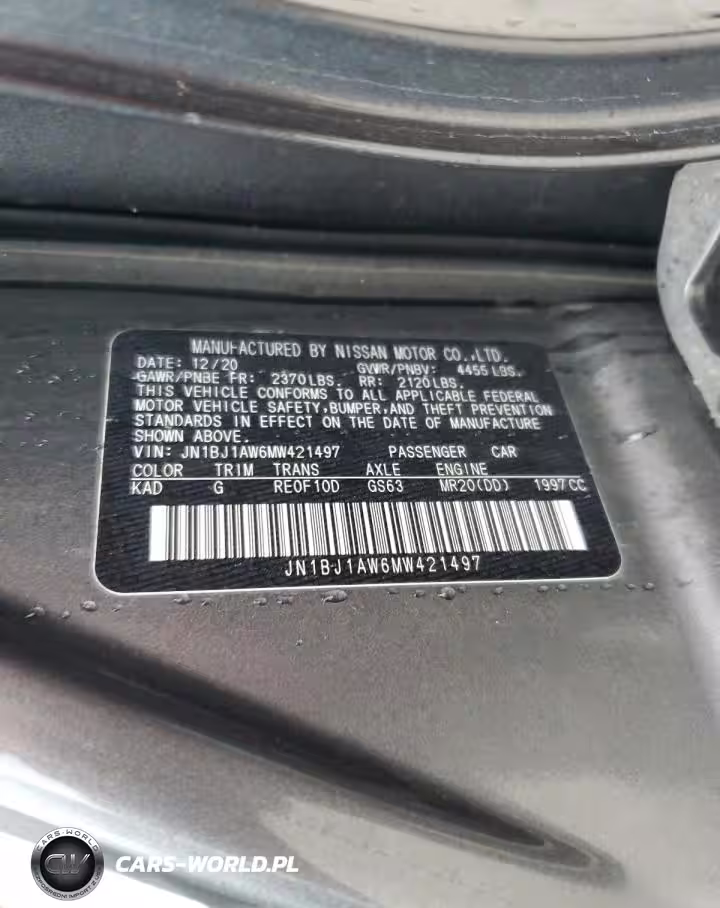 MANUFACTURED BY NISSAN MOTOR CO.,LTD.
DATE: 12/20 GVWR/PNBV: 4455 LBS.
GAWR/PNBE FR: 2370LBS. RR: 2120LBS.
THIS VEHICLE CONFORMS TO ALL APPLICABLE FEDERAL
MOTOR VEHICLE SAFETY,BUMPER,AND THEFT PREVENTION
STANDARDS IN EFFECT ON THE DATE OF MANUFACTURE
SHOWN ABOVE.
VIN: JN1BJ1AW6MW421497 PASSENGER CAR
COLOR TRIM TRANS AXLE ENGINE
KAD G RE0F10D GS63 MR20(DD) 1997CC
JN1BJ1AW6MW421497
CARS-WORLD
CW
CARS-WORLD.PL